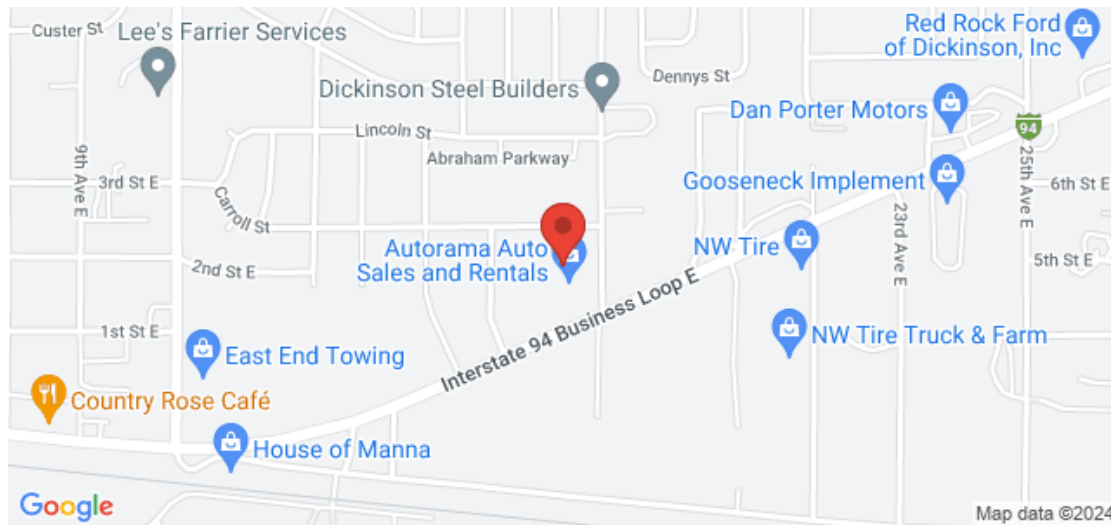 Custer St
Lee's Farrier Services
Red Rock Ford
of Dickinson, Inc
Dennys St
Dickinson Steel Builders
Dan Porter Motors
94
Lincoln St
Abraham Parkway
9th Ave E
25th Ave E
3rd St E
Carroll St
Gooseneck Implement
6th St E
23rd Ave E
Autorama Auto
Sales and Rentals
NW Tire
2nd St E
5th St E
Interstate 94 Business Loop E
1st St E
East End Towing
NW Tire Truck & Farm
Country Rose Café
House of Manna
Google
Map data ©2024